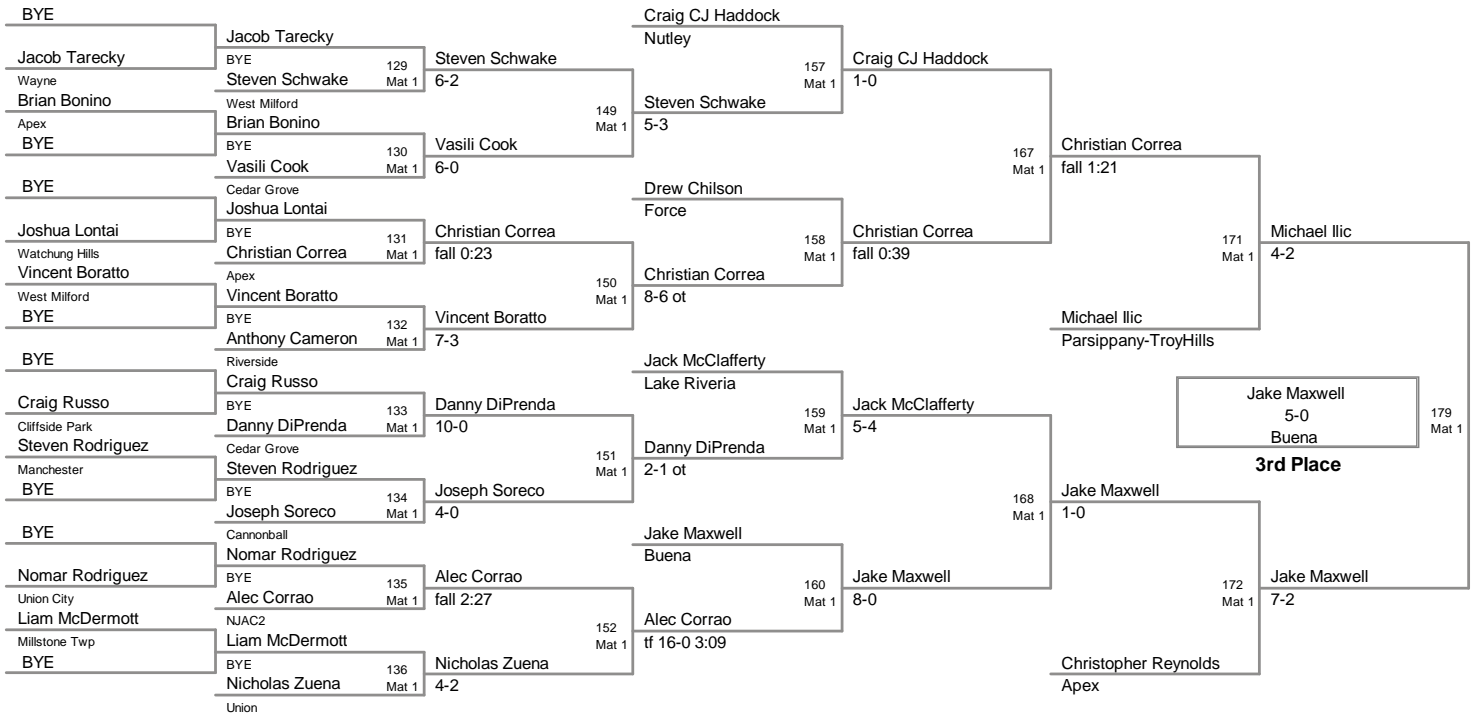 BYE
Jacob Tarecky
Wayne
Brian Bonino
Apex
BYE
BYE
Joshua Lontai
Watchung Hills
Vincent Boratto
West Milford
BYE
BYE
Craig Russo
Cliffside Park
Steven Rodriguez
Manchester
BYE
BYE
Nomar Rodriguez
Union City
Liam McDermott
Millstone Twp
BYE
Jacob Tarecky
BYE
129
Steven Schwake
Mat 1
West Milford
Brian Bonino
BYE
130
Vasili Cook
Mat 1
Cedar Grove
Joshua Lontai
BYE
131
Christian Correa
Mat 1
Apex
Vincent Boratto
BYE
132
Anthony Cameron
Mat 1
Riverside
Craig Russo
BYE
133
Danny DiPrenda
Mat 1
Cedar Grove
Steven Rodriguez
BYE
134
Joseph Soreco
Mat 1
Cannonball
Nomar Rodriguez
BYE
135
Alec Corrao
Mat 1
NJAC2
Liam McDermott
BYE
136
Nicholas Zuena
Mat 1
Union
Steven Schwake
6-2
149
Mat 1
Vasili Cook
6-0
Christian Correa
fall 0:23
150
Mat 1
Vincent Boratto
7-3
Danny DiPrenda
10-0
151
Mat 1
Joseph Soreco
4-0
Alec Corrao
fall 2:27
152
Mat 1
Nicholas Zuena
4-2
Craig CJ Haddock
Nutley
157
Mat 1
Steven Schwake
5-3
Drew Chilson
Force
158
Mat 1
Christian Correa
8-6 ot
Jack McClafferty
Lake Riveria
159
Mat 1
Danny DiPrenda
2-1 ot
Jake Maxwell
Buena
160
Mat 1
Alec Corrao
tf 16-0 3:09
Craig CJ Haddock
1-0
167
Mat 1
Christian Correa
fall 0:39
Jack McClafferty
5-4
168
Mat 1
Jake Maxwell
8-0
Christian Correa
fall 1:21
171
Mat 1
Michael Ilic
Parsippany-TroyHills
Jake Maxwell
1-0
172
Mat 1
Christopher Reynolds
Apex
Michael Ilic
4-2
Jake Maxwell
5-0
Buena
3rd Place
179
Mat 1
Jake Maxwell
7-2